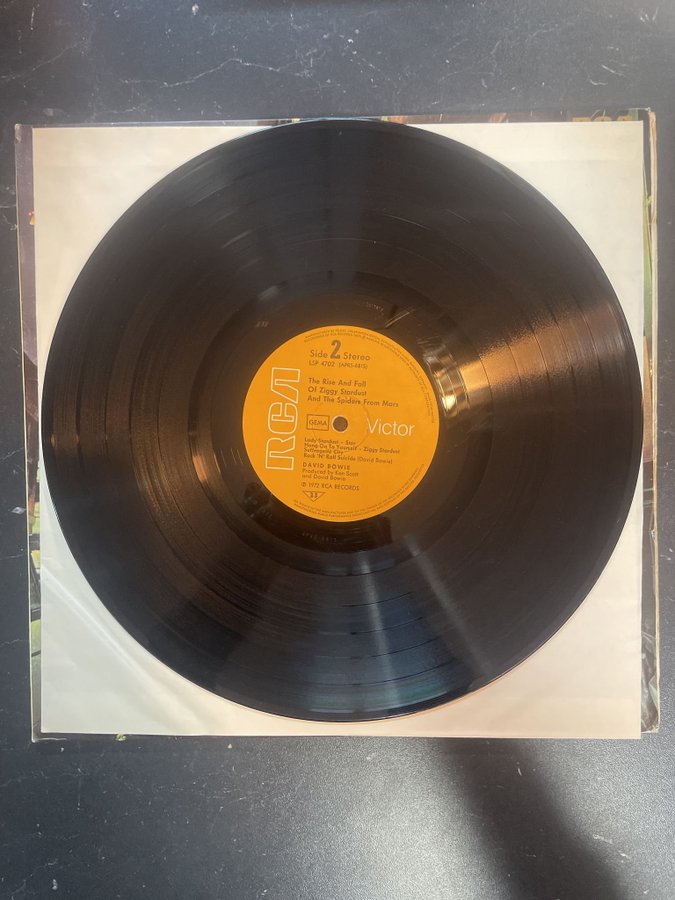 RCA
Side 2 Stereo
LSP 4702 (APRS-4815)
The Rise And Fall
Of Ziggy Stardust
And The Spiders From Mars
GEMA
Victor
Lady Stardust - Star
Hang On To Yourself - Ziggy Stardust
Suffragette City
Rock 'N' Roll Suicide (David Bowie)
DAVID BOWIE
Produced by Ken Scott
and David Bowie
℗ 1972 RCA RECORDS
33